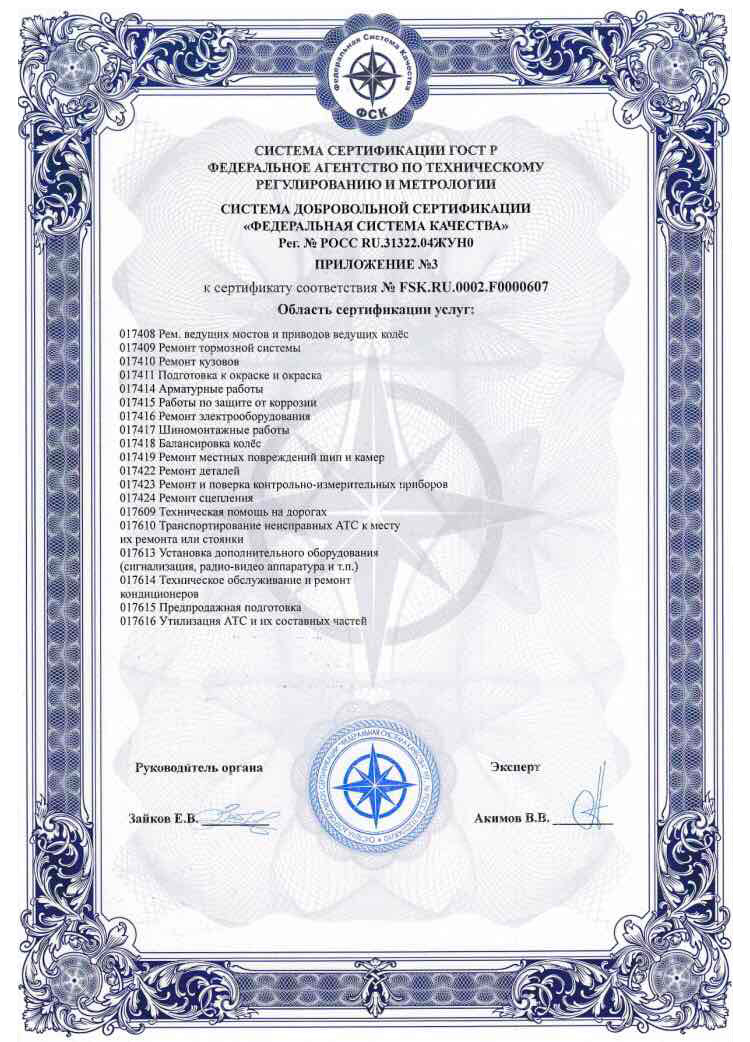 Федеральная Система Качества
ФСК
СИСТЕМА СЕРТИФИКАЦИИ ГОСТ Р
ФЕДЕРАЛЬНОЕ АГЕНТСТВО ПО ТЕХНИЧЕСКОМУ
РЕГУЛИРОВАНИЮ И МЕТРОЛОГИИ
СИСТЕМА ДОБРОВОЛЬНОЙ СЕРТИФИКАЦИИ
«ФЕДЕРАЛЬНАЯ СИСТЕМА КАЧЕСТВА»
Рег. № РОСС RU.31322.04ЖУН0
ПРИЛОЖЕНИЕ №3
к сертификату соответствия № FSK.RU.0002.F0000607
Область сертификации услуг:
017408 Рем. ведущих мостов и приводов ведущих колёс
017409 Ремонт тормозной системы
017410 Ремонт кузовов
017411 Подготовка к окраске и окраска
017414 Арматурные работы
017415 Работы по защите от коррозии
017416 Ремонт электрооборудования
017417 Шиномонтажные работы
017418 Балансировка колёс
017419 Ремонт местных повреждений шип и камер
017422 Ремонт деталей
017423 Ремонт и поверка контрольно-измерительных приборов
017424 Ремонт сцепления
017609 Техническая помощь на дорогах
017610 Транспортирование неисправных АТС к месту
их ремонта или стоянки
017613 Установка дополнительного оборудования
(сигнализация, радио-видео аппаратура и т.п.)
017614 Техническое обслуживание и ремонт
кондиционеров
017615 Предпродажная подготовка
017616 Утилизация АТС и их составных частей
Руководитель органа
Эксперт
Зайков Е.В.
Акимов В.В.
ФСК